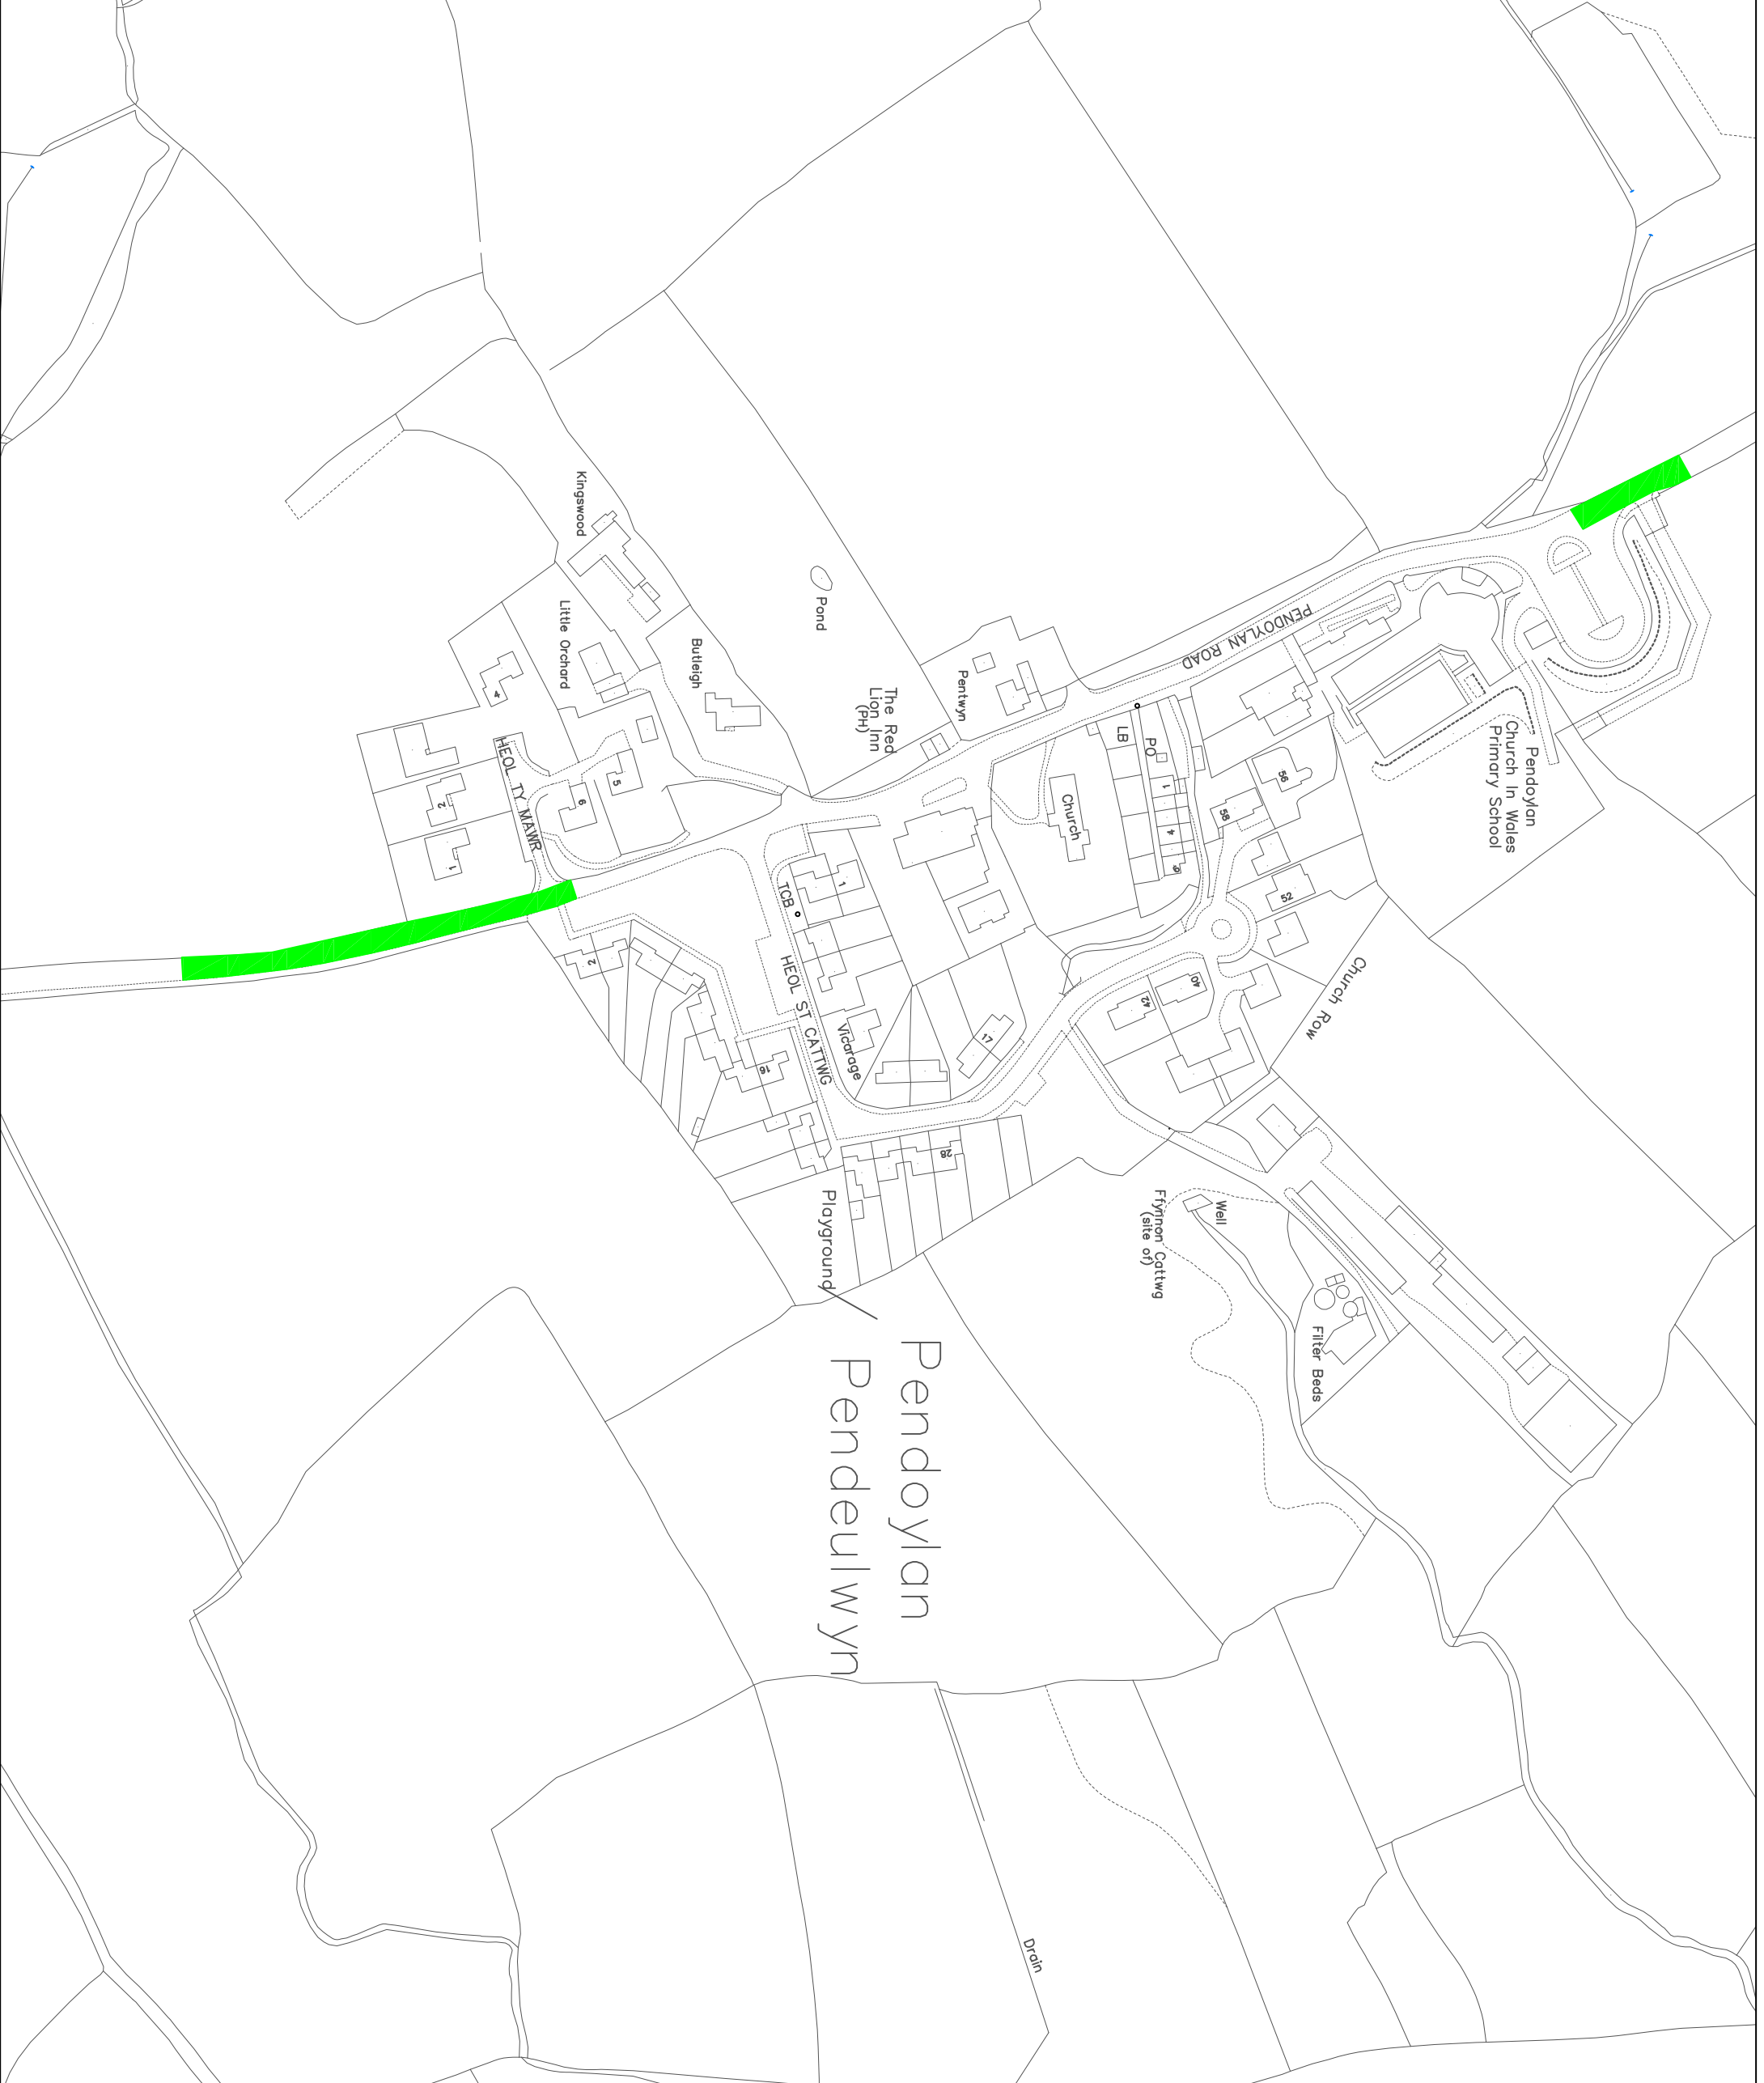 Pendoylan
Church In Wales
Primary School
PENDOYLAN ROAD
Kingswood
Little Orchard
Butleigh
Pond
The Red
Lion Inn
(PH)
Pentwyn
LB
PO
Church
1
4
6
56
58
52
Church Row
40
42
4
2
1
5
6
HEOL TY MAWR
TCB
1
HEOL ST CATTWG
Vicarage
17
2
16
28
Playground
Well
Ffynnon Cattwg
(site of)
Filter Beds
Pendoylan /
Pendeulwyn
Drain